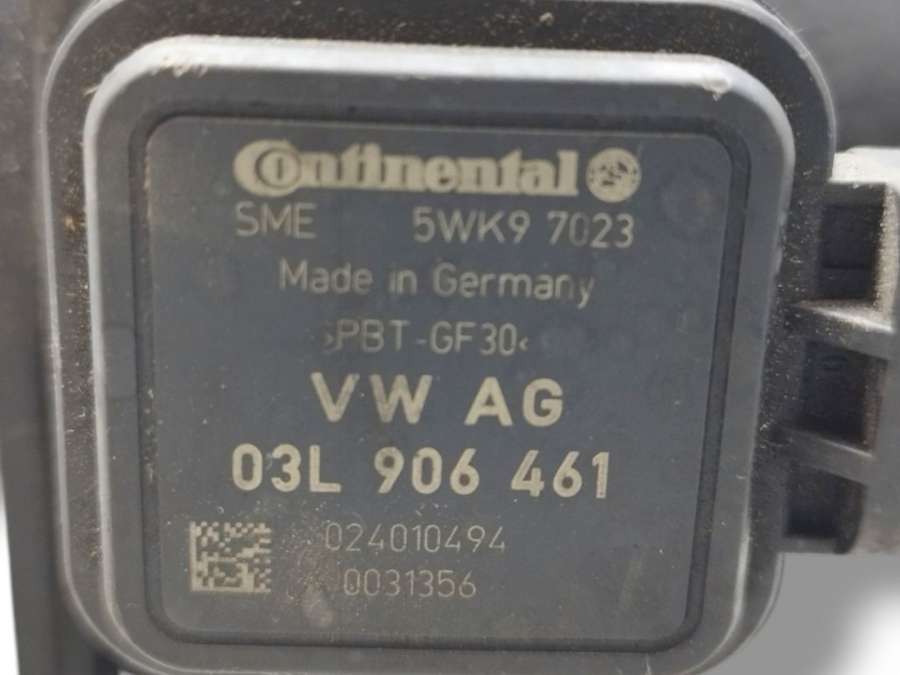 Continental
SME 5WK9 7023
Made in Germany
>PBT-GF30<
VW AG
03L 906 461
024010494
0031356